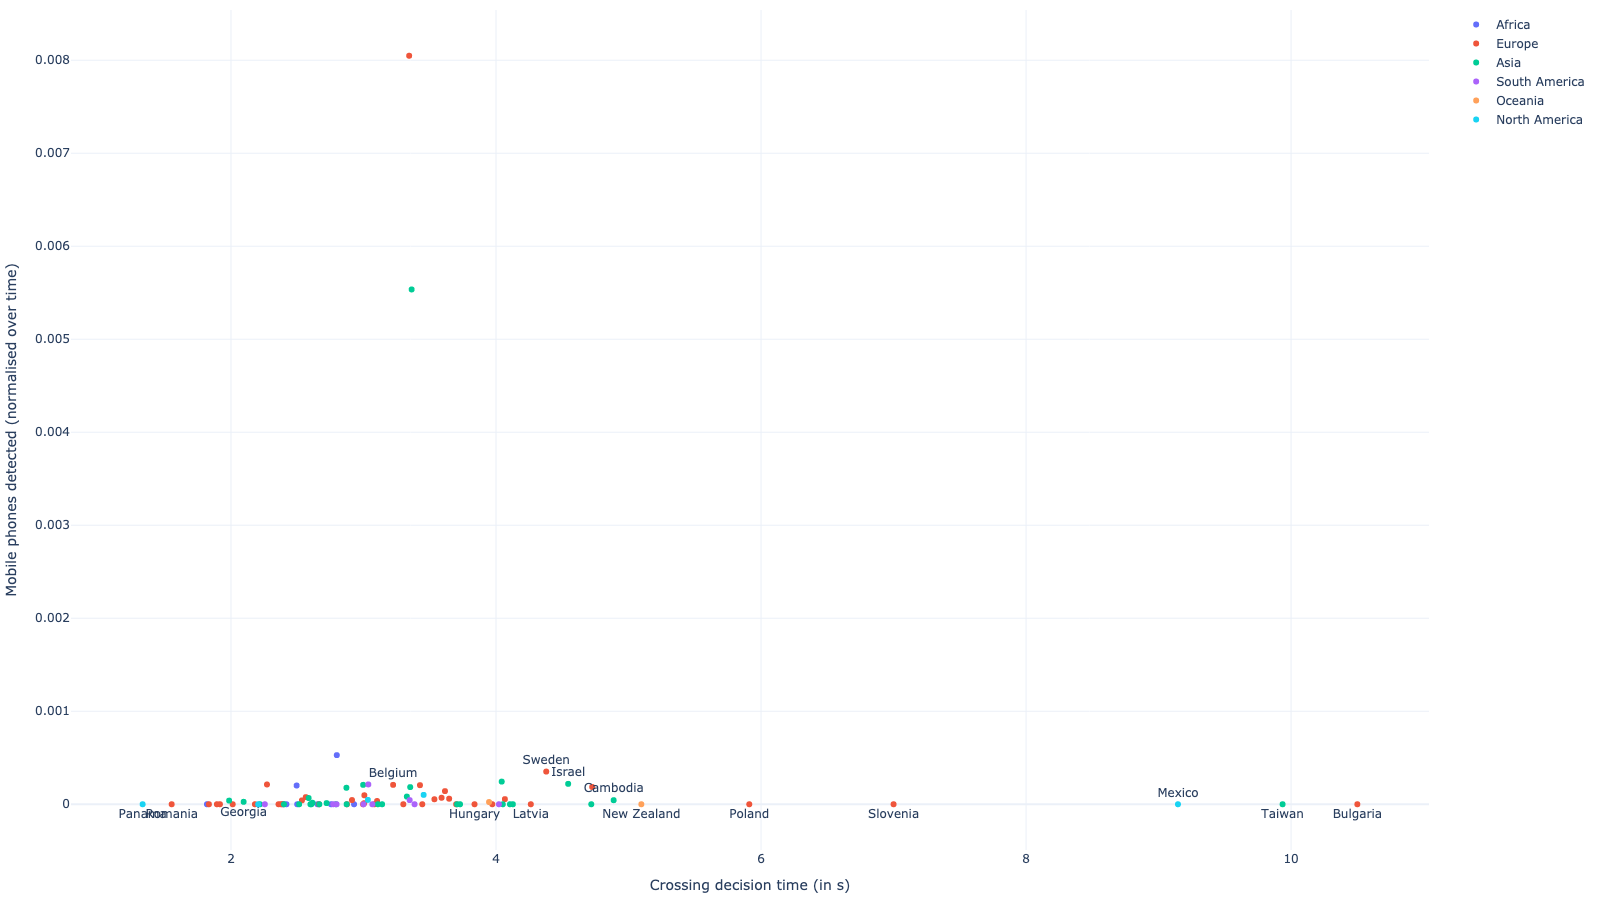 0.008
0.007
0.006
0.005
0.004
0.003
0.002
0.001
0
Mobile phones detected (normalised over time)
Sweden
Belgium
Israel
Cambodia
Mexico
Panama
Romania
Georgia
Hungary
Latvia
New Zealand
Poland
Slovenia
Taiwan
Bulgaria
2
4
6
8
10
Crossing decision time (in s)
Africa
Europe
Asia
South America
Oceania
North America